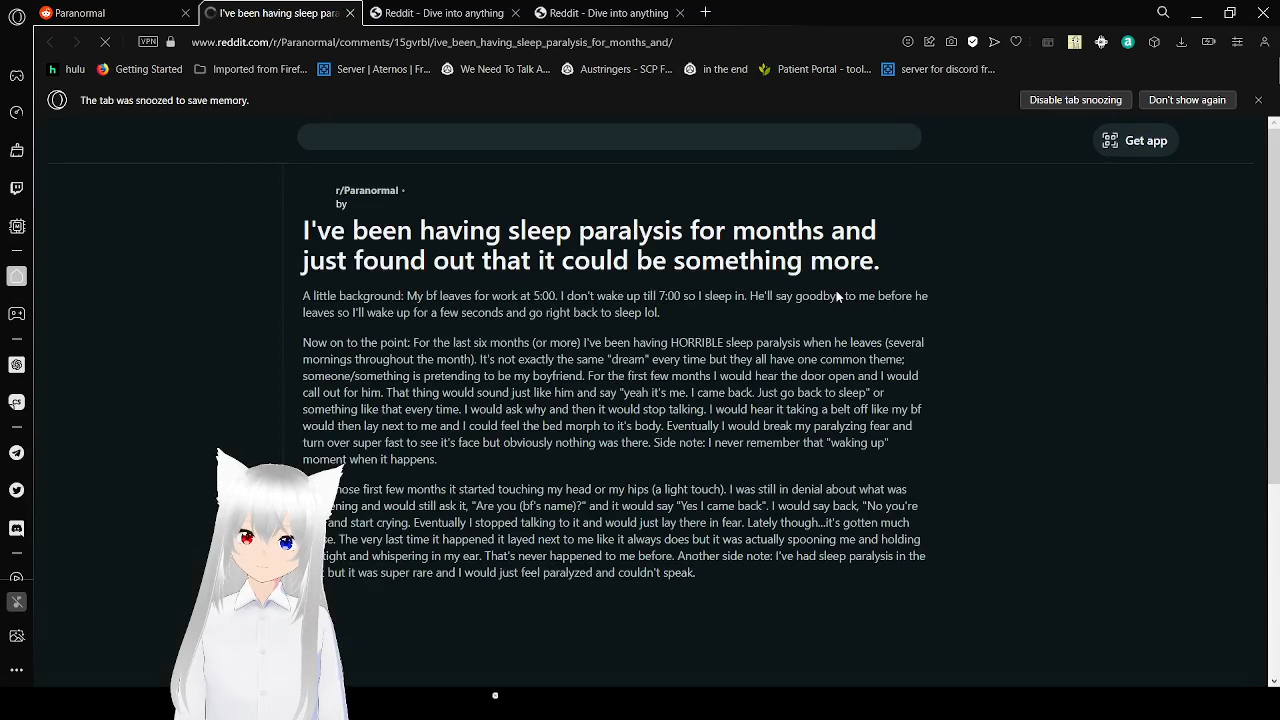 Paranormal
I've been having sleep para
Reddit - Dive into anything
Reddit - Dive into anything
VPN
www.reddit.com/r/Paranormal/comments/15gvrbl/ive_been_having_sleep_paralysis_for_months_and/
hulu
Getting Started
Imported from Firef...
Server | Aternos | Fr...
We Need To Talk A...
Austringers - SCP F...
in the end
Patient Portal - tool...
server for discord fr...
The tab was snoozed to save memory.
Disable tab snoozing
Don't show again
Get app
r/Paranormal •
by
I've been having sleep paralysis for months and
just found out that it could be something more.
A little background: My bf leaves for work at 5:00. I don't wake up till 7:00 so I sleep in. He'll say goodby to me before he
leaves so I'll wake up for a few seconds and go right back to sleep lol.
Now on to the point: For the last six months (or more) I've been having HORRIBLE sleep paralysis when he leaves (several
mornings throughout the month). It's not exactly the same "dream" every time but they all have one common theme;
someone/something is pretending to be my boyfriend. For the first few months I would hear the door open and I would
call out for him. That thing would sound just like him and say "yeah it's me. I came back. Just go back to sleep" or
something like that every time. I would ask why and then it would stop talking. I would hear it taking a belt off like my bf
would then lay next to me and I could feel the bed morph to it's body. Eventually I would break my paralyzing fear and
turn over super fast to see it's face but obviously nothing was there. Side note: I never remember that "waking up"
moment when it happens.
hose first few months it started touching my head or my hips (a light touch). I was still in denial about what was
ening and would still ask it, "Are you (bf's name)?" and it would say "Yes I came back". I would say back, "No you're
and start crying. Eventually I stopped talking to it and would just lay there in fear. Lately though...it's gotten much
e. The very last time it happened it layed next to me like it always does but it was actually spooning me and holding
tight and whispering in my ear. That's never happened to me before. Another side note: I've had sleep paralysis in the
but it was super rare and I would just feel paralyzed and couldn't speak.